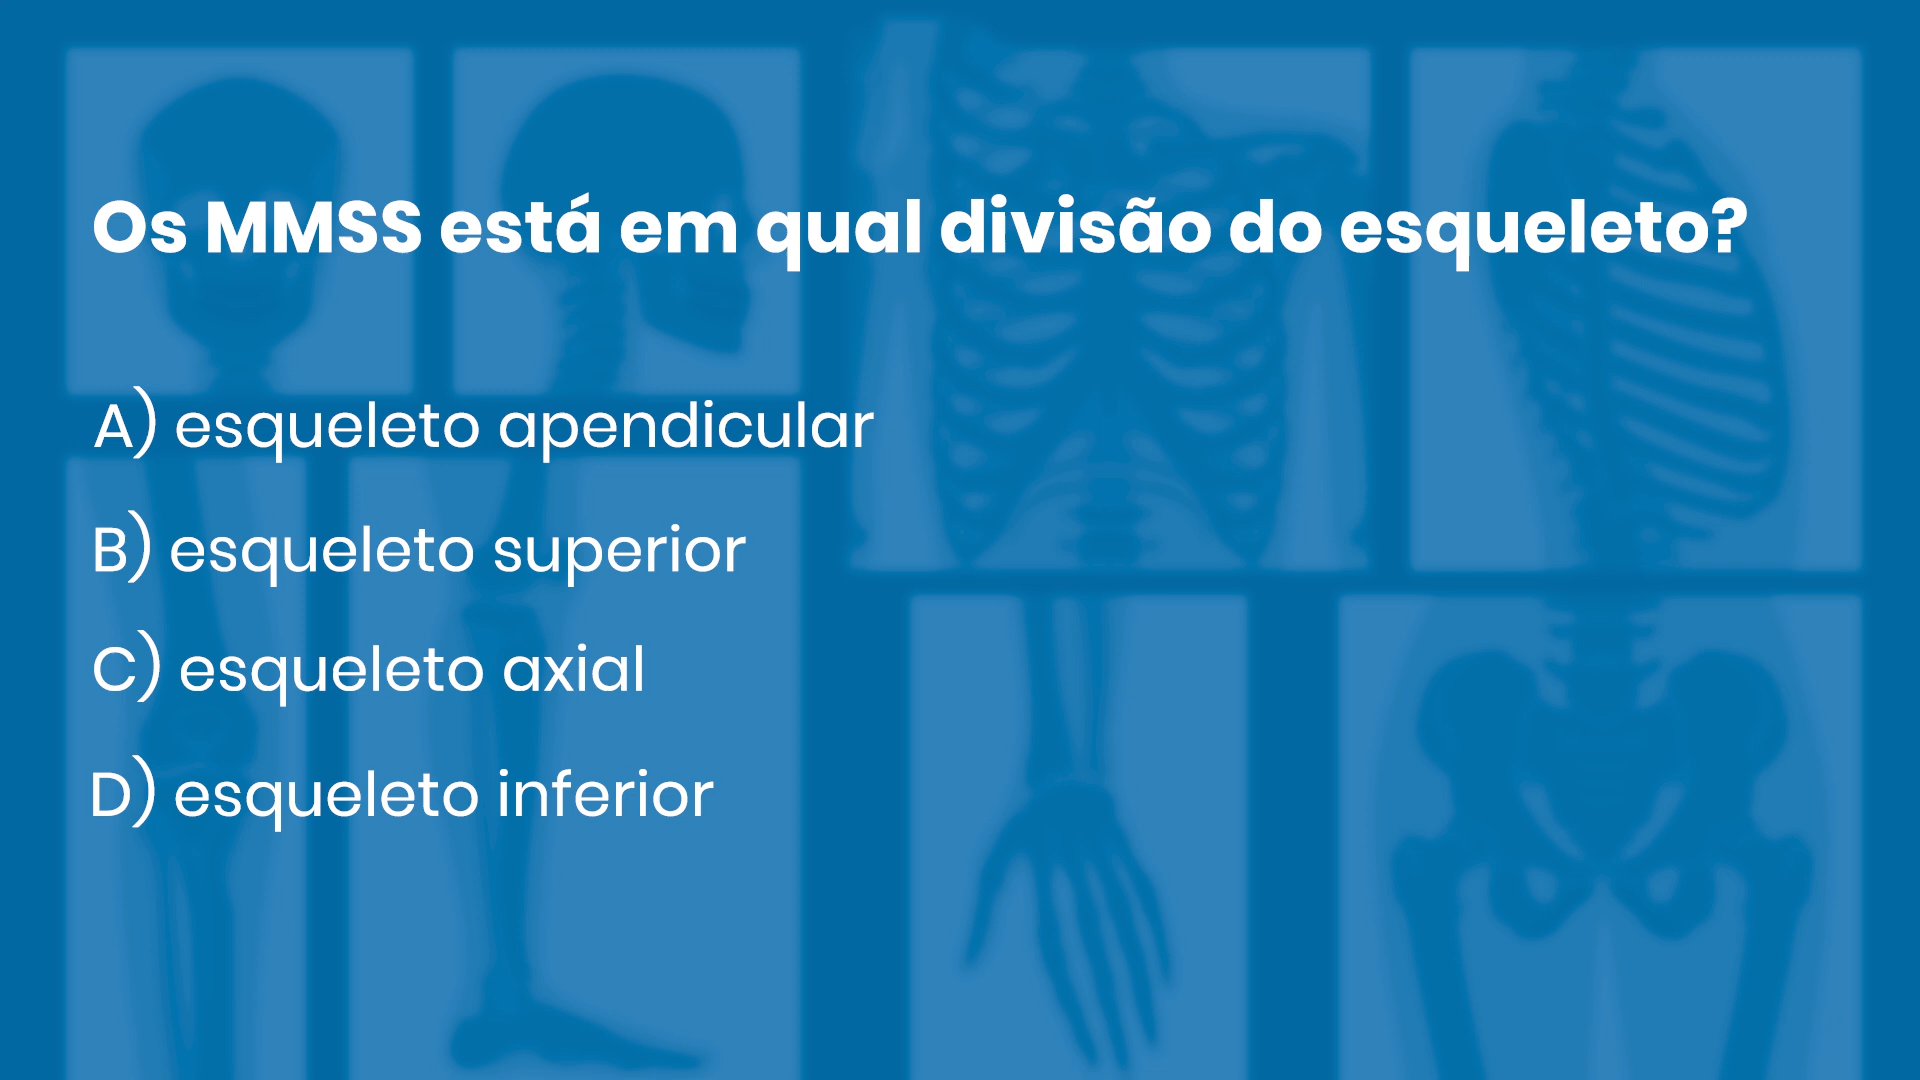 Os MMSS está em qual divisão do esqueleto?
A) esqueleto apendicular
B) esqueleto superior
C) esqueleto axial
D) esqueleto inferior